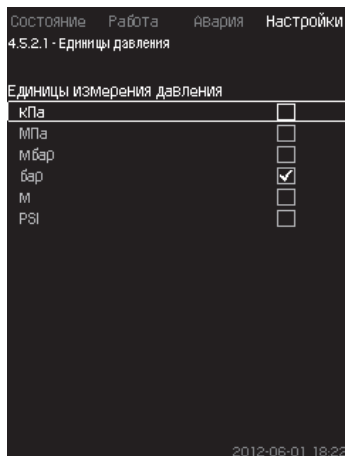 Состояние Работа Авария Настройки
4.5.2.1 - Единицы давления
Единицы измерения давления
кПа
МПа
Мбар
бар
М
PSI
2012-06-01 18:22